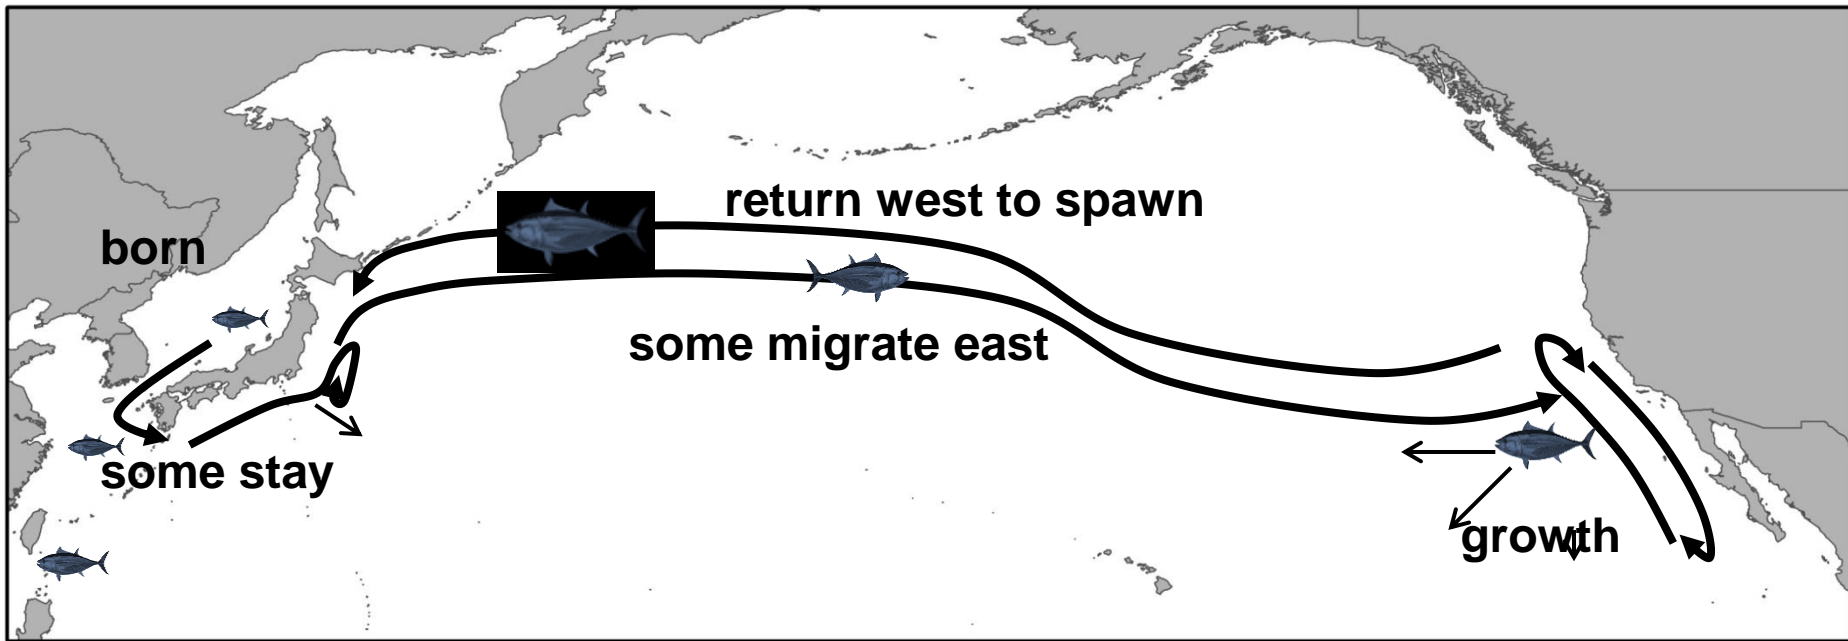 return west to spawn
born
some migrate east
some stay
growth